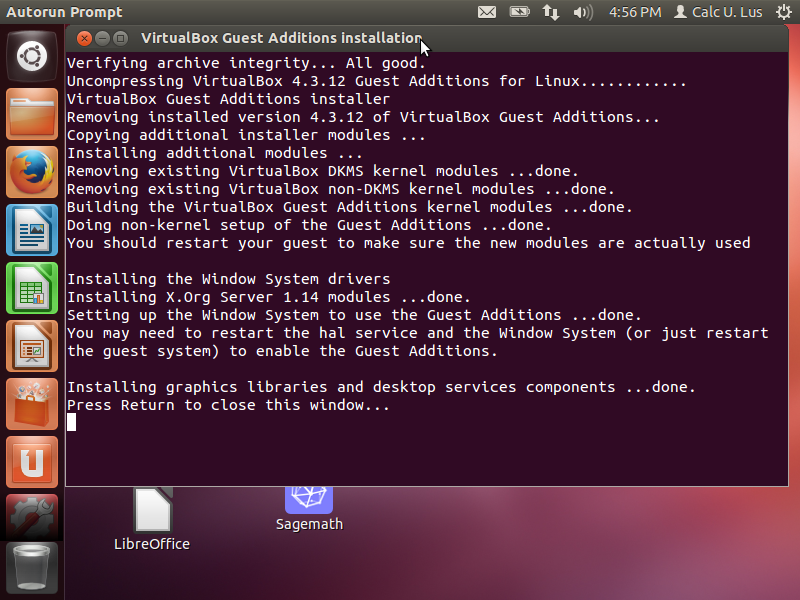 Autorun Prompt
4:56 PM
Calc U. Lus
VirtualBox Guest Additions installation
Verifying archive integrity... All good.
Uncompressing VirtualBox 4.3.12 Guest Additions for Linux............
VirtualBox Guest Additions installer
Removing installed version 4.3.12 of VirtualBox Guest Additions...
Copying additional installer modules ...
Installing additional modules ...
Removing existing VirtualBox DKMS kernel modules ...done.
Removing existing VirtualBox non-DKMS kernel modules ...done.
Building the VirtualBox Guest Additions kernel modules ...done.
Doing non-kernel setup of the Guest Additions ...done.
You should restart your guest to make sure the new modules are actually used
Installing the Window System drivers
Installing X.Org Server 1.14 modules ...done.
Setting up the Window System to use the Guest Additions ...done.
You may need to restart the hal service and the Window System (or just restart
the guest system) to enable the Guest Additions.
Installing graphics libraries and desktop services components ...done.
Press Return to close this window...
LibreOffice
Sagemath